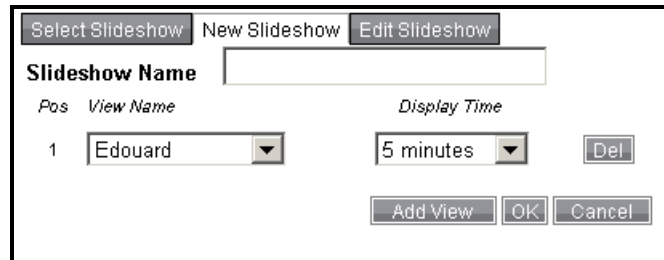 Select Slideshow New Slideshow Edit Slideshow
Slideshow Name
Pos View Name Display Time
1 Edouard 5 minutes Del
Add View OK Cancel